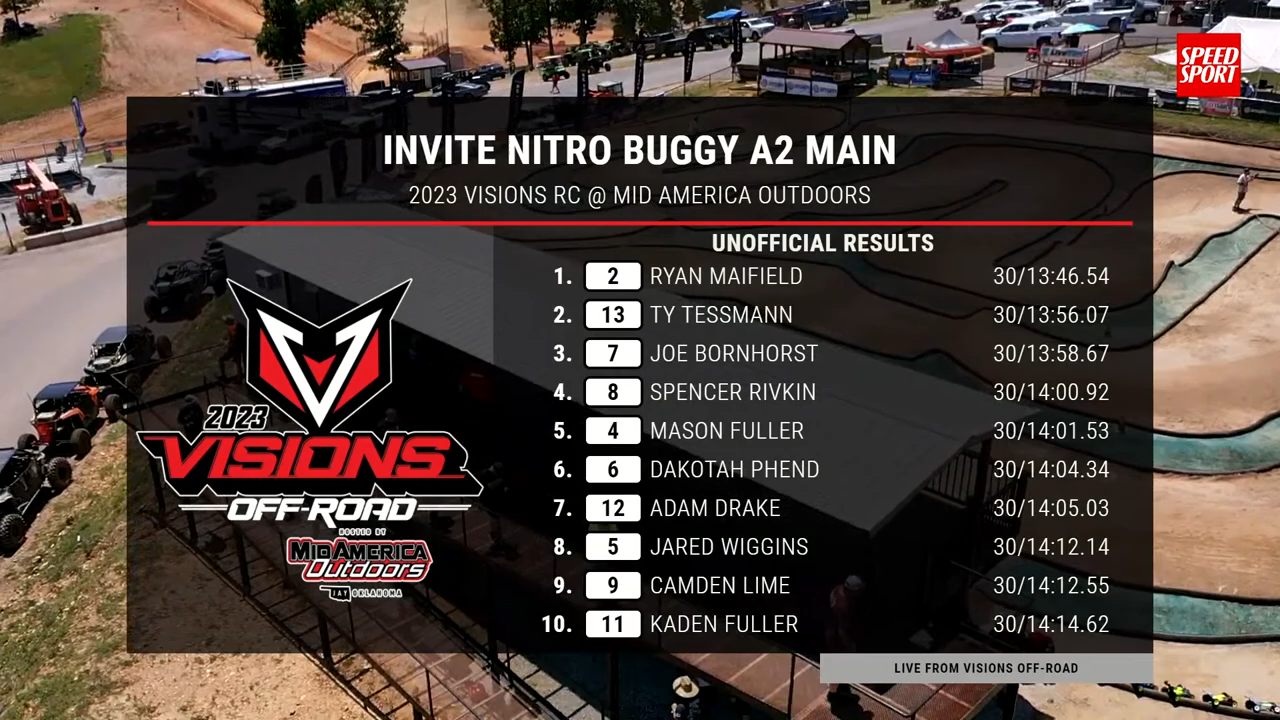 SPEED
SPORT
INVITE NITRO BUGGY A2 MAIN
2023 VISIONS RC @ MID AMERICA OUTDOORS
UNOFFICIAL RESULTS
1. 2 RYAN MAIFIELD 30/13:46.54
2. 13 TY TESSMANN 30/13:56.07
3. 7 JOE BORNHORST 30/13:58.67
4. 8 SPENCER RIVKIN 30/14:00.92
5. 4 MASON FULLER 30/14:01.53
6. 6 DAKOTAH PHEND 30/14:04.34
7. 12 ADAM DRAKE 30/14:05.03
8. 5 JARED WIGGINS 30/14:12.14
9. 9 CAMDEN LIME 30/14:12.55
10. 11 KADEN FULLER 30/14:14.62
2023
VISIONS
OFF-ROAD
HOSTED BY
MIDAMERICA
Outdoors
JAY OKLAHOMA
LIVE FROM VISIONS OFF-ROAD